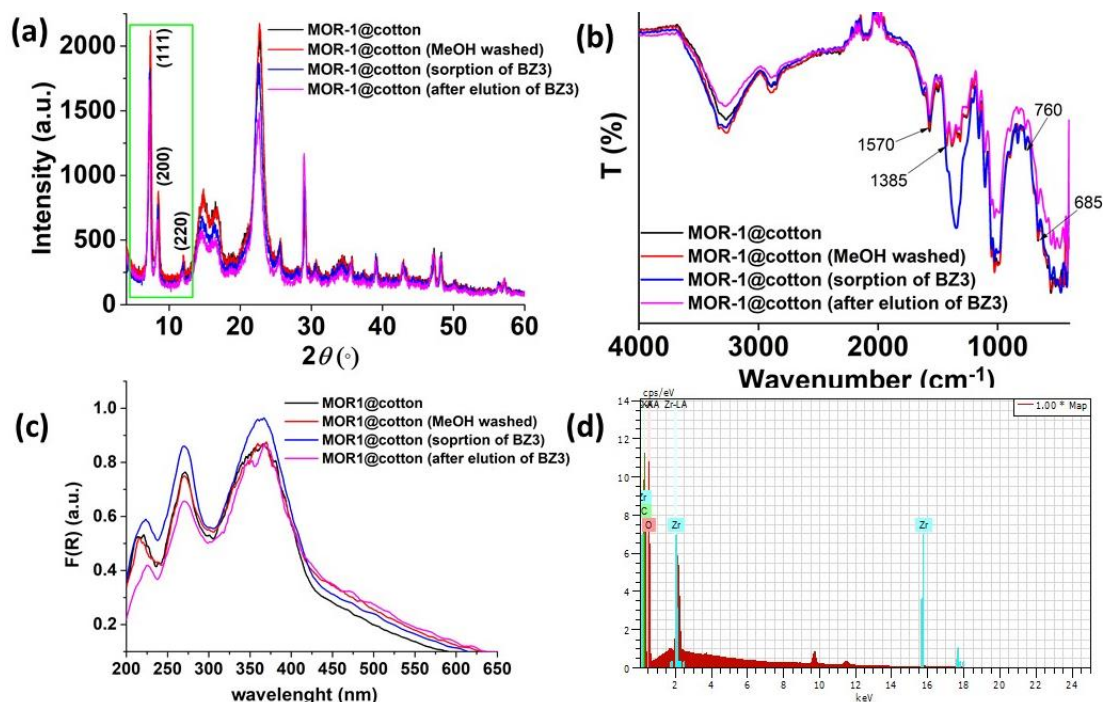 (a)
MOR-1@cotton
MOR-1@cotton (MeOH washed)
MOR-1@cotton (sorption of BZ3)
MOR-1@cotton (after elution of BZ3)
(111)
(200)
(220)
Intensity (a.u.)
2000
1500
1000
500
0
10 20 30 40 50 60
2θ (°)
(b)
T (%)
1570
1385
760
685
MOR-1@cotton
MOR-1@cotton (MeOH washed)
MOR-1@cotton (sorption of BZ3)
MOR-1@cotton (after elution of BZ3)
4000 3000 2000 1000
Wavenumber (cm-1)
(c)
MOR1@cotton
MOR1@cotton (MeOH washed)
MOR1@cotton (soprtion of BZ3)
MOR1@cotton (after elution of BZ3)
F(R) (a.u.)
1.0
0.8
0.6
0.4
0.2
200 250 300 350 400 450 500 550 600 650
wavelenght (nm)
(d)
cps/eV
Zr-LA
1.00 * Map
14
12
10
8
6
4
2
0
Zr
C
O
Zr
Zr
2 4 6 8 10 12 14 16 18 20 22 24
keV